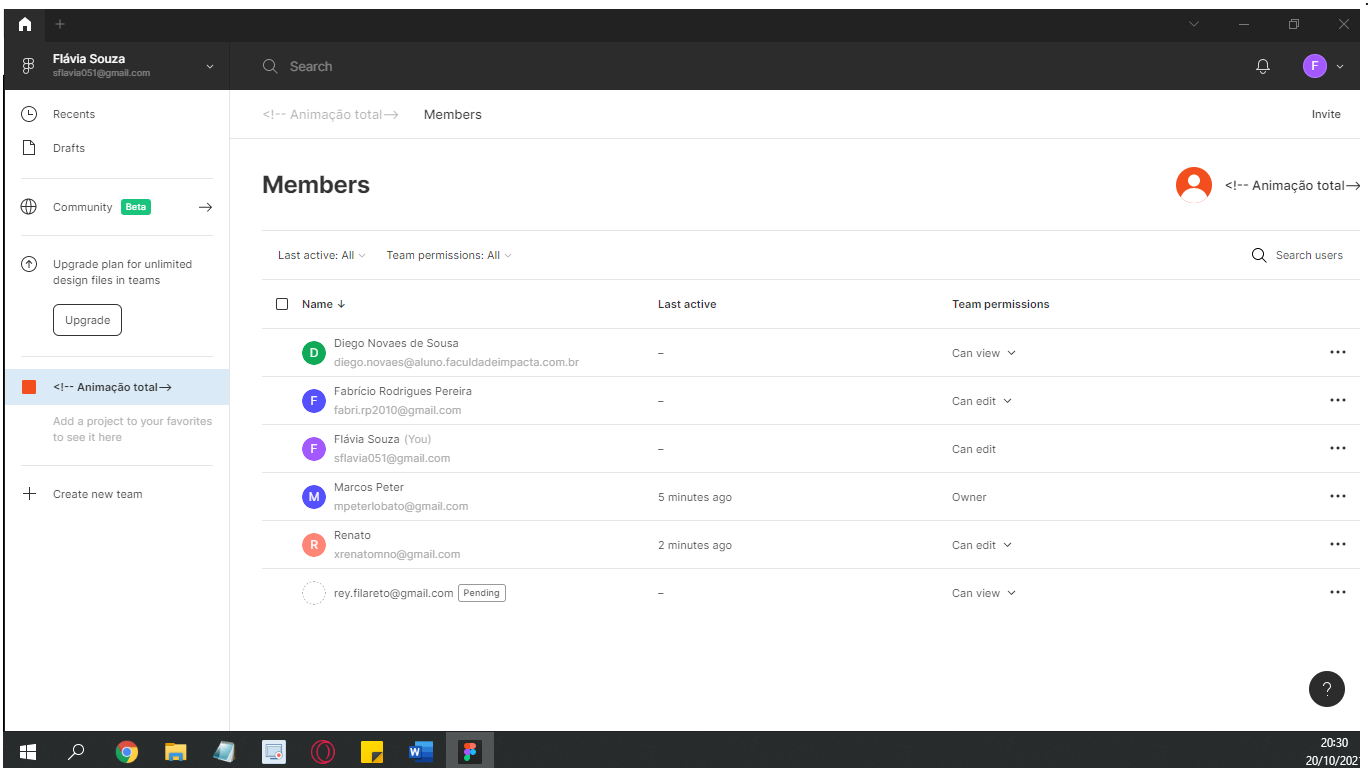 Flávia Souza
sflavia051@gmail.com
Search
F
Recents
Drafts
Community Beta
Upgrade plan for unlimited
design files in teams
Upgrade
<!-- Animação total-->
Add a project to your favorites
to see it here
Create new team
<!-- Animação total--> Members Invite
Members
<!-- Animação total-->
Last active: All Team permissions: All Search users
Name ↓ Last active Team permissions
D Diego Novaes de Sousa
diego.novaes@aluno.faculdadeimpacta.com.br – Can view
F Fabrício Rodrigues Pereira
fabri.rp2010@gmail.com – Can edit
F Flávia Souza (You)
sflavia051@gmail.com – Can edit
M Marcos Peter
mpeterlobato@gmail.com 5 minutes ago Owner
R Renato
xrenatomno@gmail.com 2 minutes ago Can edit
rey.filareto@gmail.com Pending – Can view
?
W
20:30
20/10/202